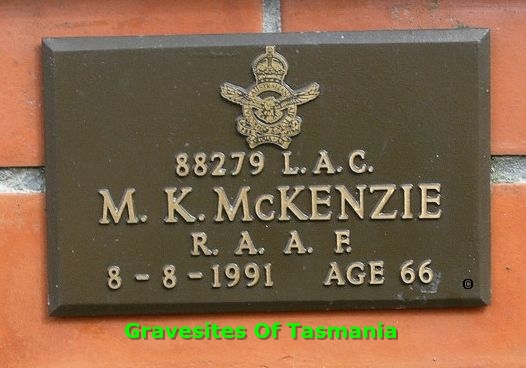 88279 L.A.C.
M. K. McKENZIE
R. A. A. F.
8 - 8 - 1991 AGE 66
Gravesites Of Tasmania